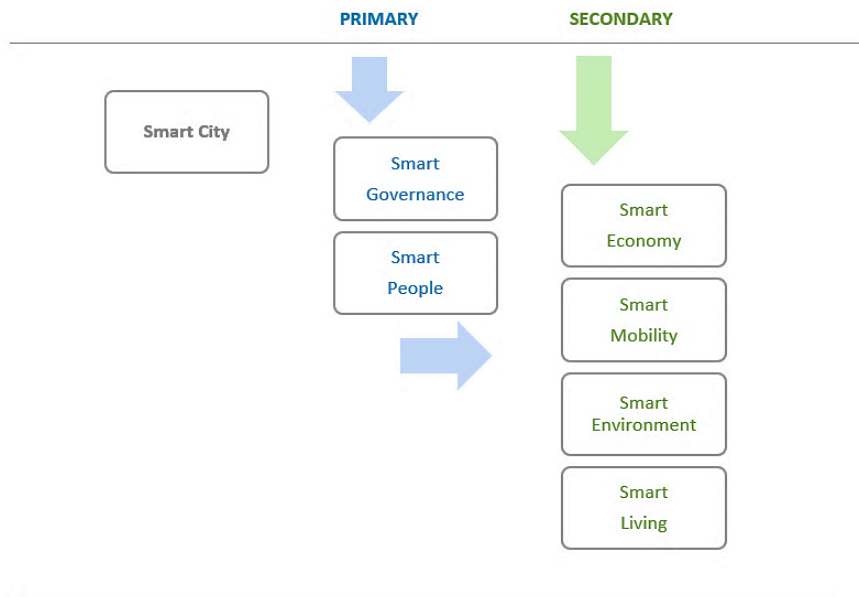 PRIMARY
SECONDARY
Smart City
Smart
Governance
Smart
People
Smart
Economy
Smart
Mobility
Smart
Environment
Smart
Living